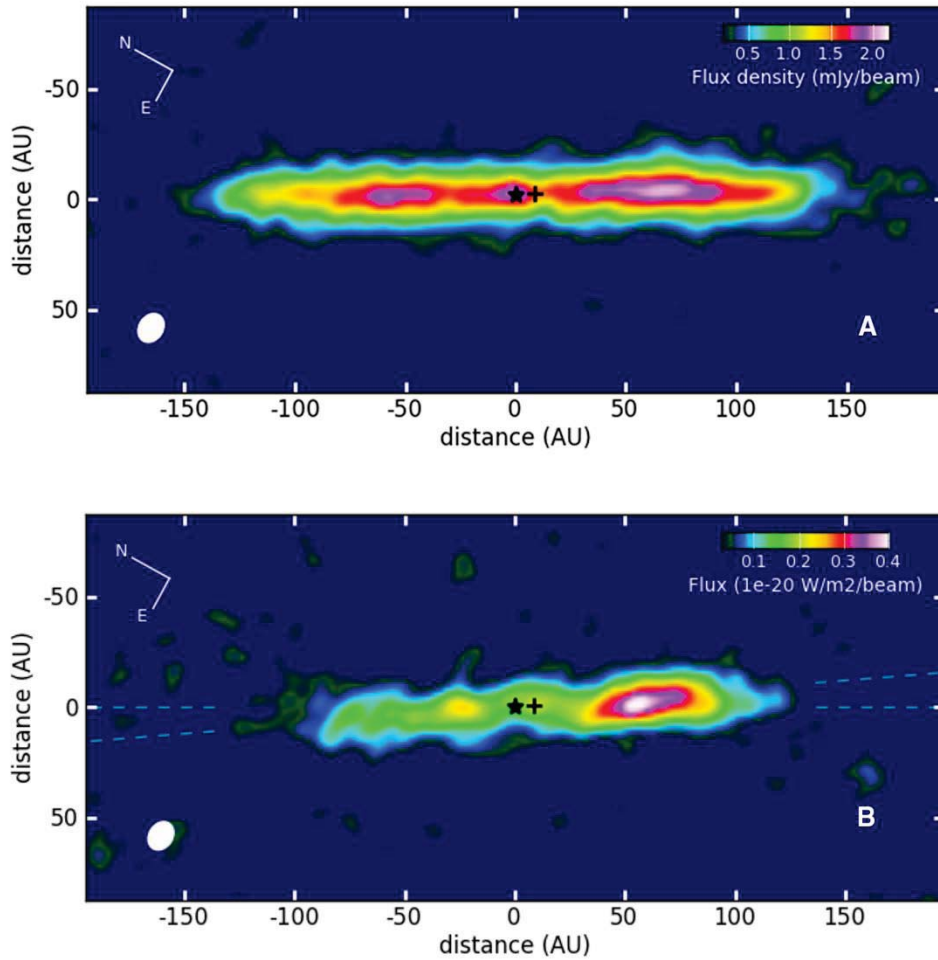 N
E
0.5 1.0 1.5 2.0
Flux density (mJy/beam)
-50
0
50
distance (AU)
A
-150 -100 -50 0 50 100 150
distance (AU)
N
E
0.1 0.2 0.3 0.4
Flux (1e-20 W/m2/beam)
-50
0
50
distance (AU)
B
-150 -100 -50 0 50 100 150
distance (AU)